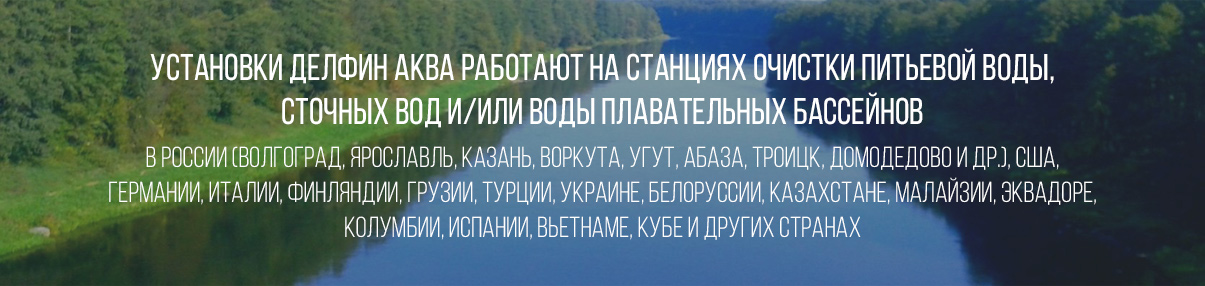 УСТАНОВКИ ДЕЛФИН АКВА РАБОТАЮТ НА СТАНЦИЯХ ОЧИСТКИ ПИТЬЕВОЙ ВОДЫ,
СТОЧНЫХ ВОД И/ИЛИ ВОДЫ ПЛАВАТЕЛЬНЫХ БАССЕЙНОВ
В РОССИИ (ВОЛГОГРАД, ЯРОСЛАВЛЬ, КАЗАНЬ, ВОРКУТА, УГУТ, АБАЗА, ТРОИЦК, ДОМОДЕДОВО И ДР.), США,
ГЕРМАНИИ, ИТАЛИИ, ФИНЛЯНДИИ, ГРУЗИИ, ТУРЦИИ, УКРАИНЕ, БЕЛОРУССИИ, КАЗАХСТАНЕ, МАЛАЙЗИИ, ЭКВАДОРЕ,
КОЛУМБИИ, ИСПАНИИ, ВЬЕТНАМЕ, КУБЕ И ДРУГИХ СТРАНАХ